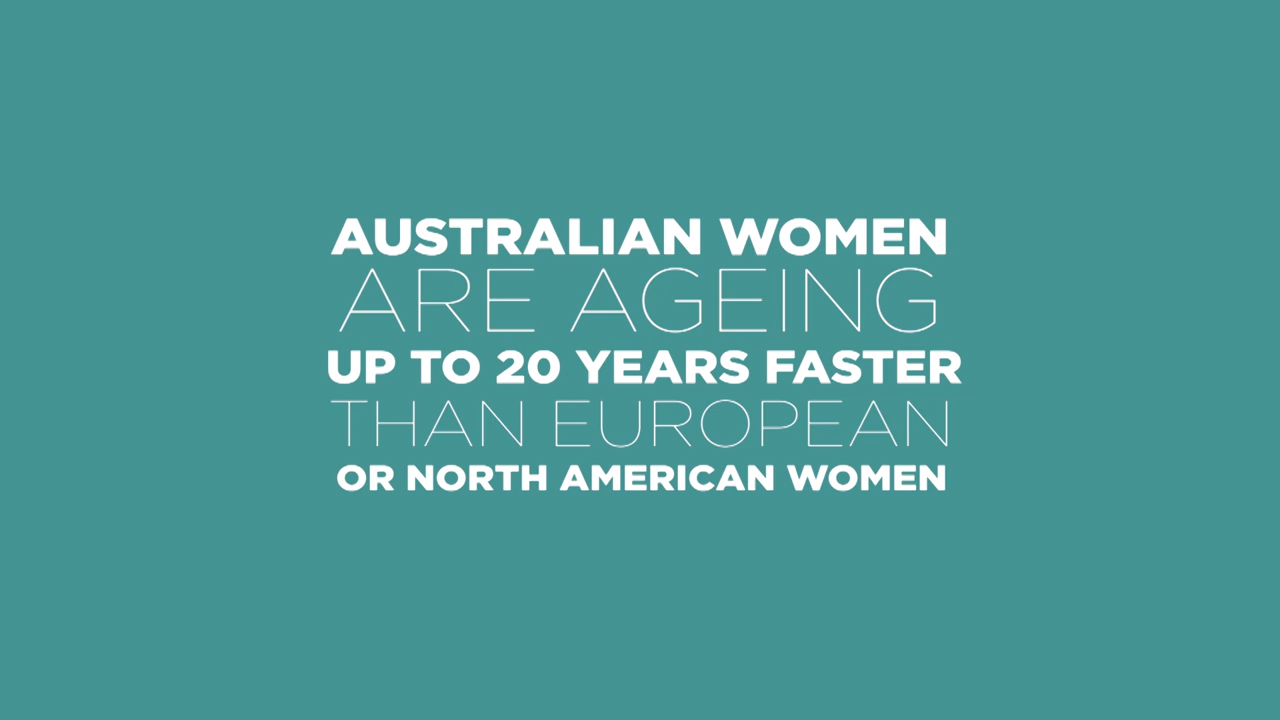 AUSTRALIAN WOMEN
ARE AGEING
UP TO 20 YEARS FASTER
THAN EUROPEAN
OR NORTH AMERICAN WOMEN